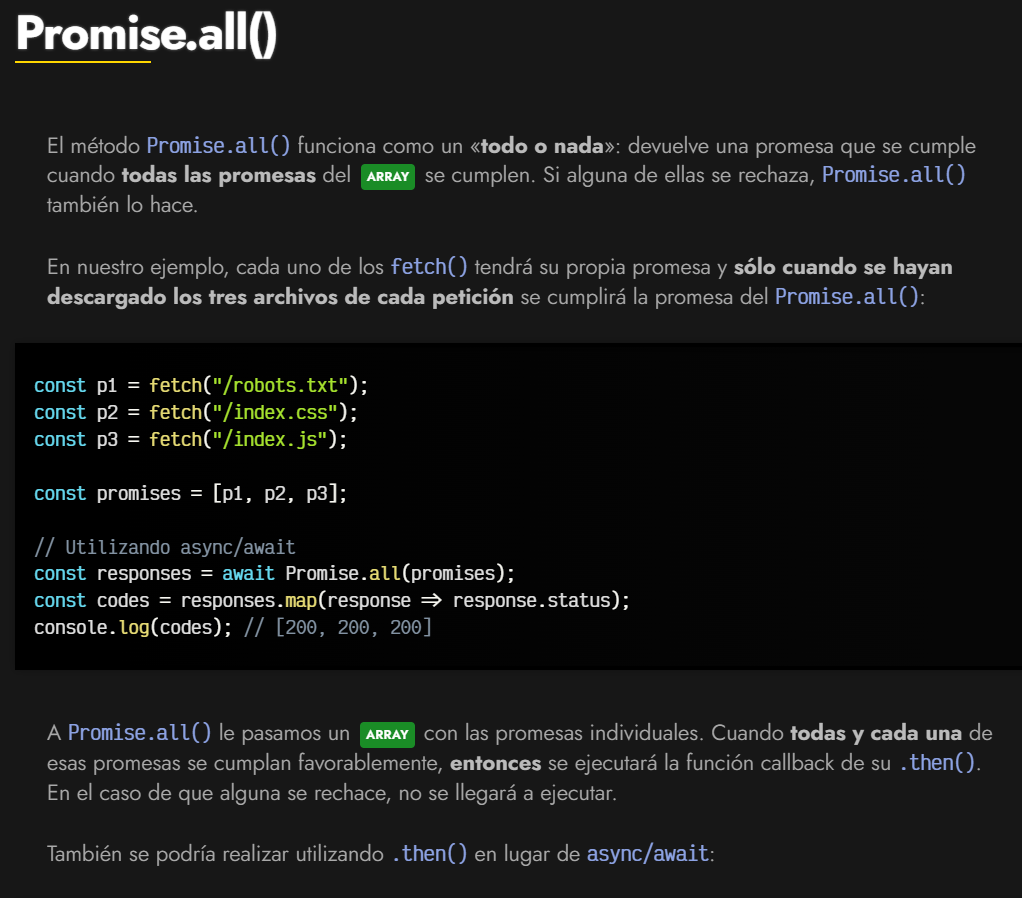 Promise.all()
El método Promise.all() funciona como un «todo o nada»: devuelve una promesa que se cumple
cuando todas las promesas del ARRAY se cumplen. Si alguna de ellas se rechaza, Promise.all()
también lo hace.
En nuestro ejemplo, cada uno de los fetch() tendrá su propia promesa y sólo cuando se hayan
descargado los tres archivos de cada petición se cumplirá la promesa del Promise.all():
const p1 = fetch("/robots.txt");
const p2 = fetch("/index.css");
const p3 = fetch("/index.js");
const promises = [p1, p2, p3];
// Utilizando async/await
const responses = await Promise.all(promises);
const codes = responses.map(response => response.status);
console.log(codes); // [200, 200, 200]
A Promise.all() le pasamos un ARRAY con las promesas individuales. Cuando todas y cada una de
esas promesas se cumplan favorablemente, entonces se ejecutará la función callback de su .then().
En el caso de que alguna se rechace, no se llegará a ejecutar.
También se podría realizar utilizando .then() en lugar de async/await: